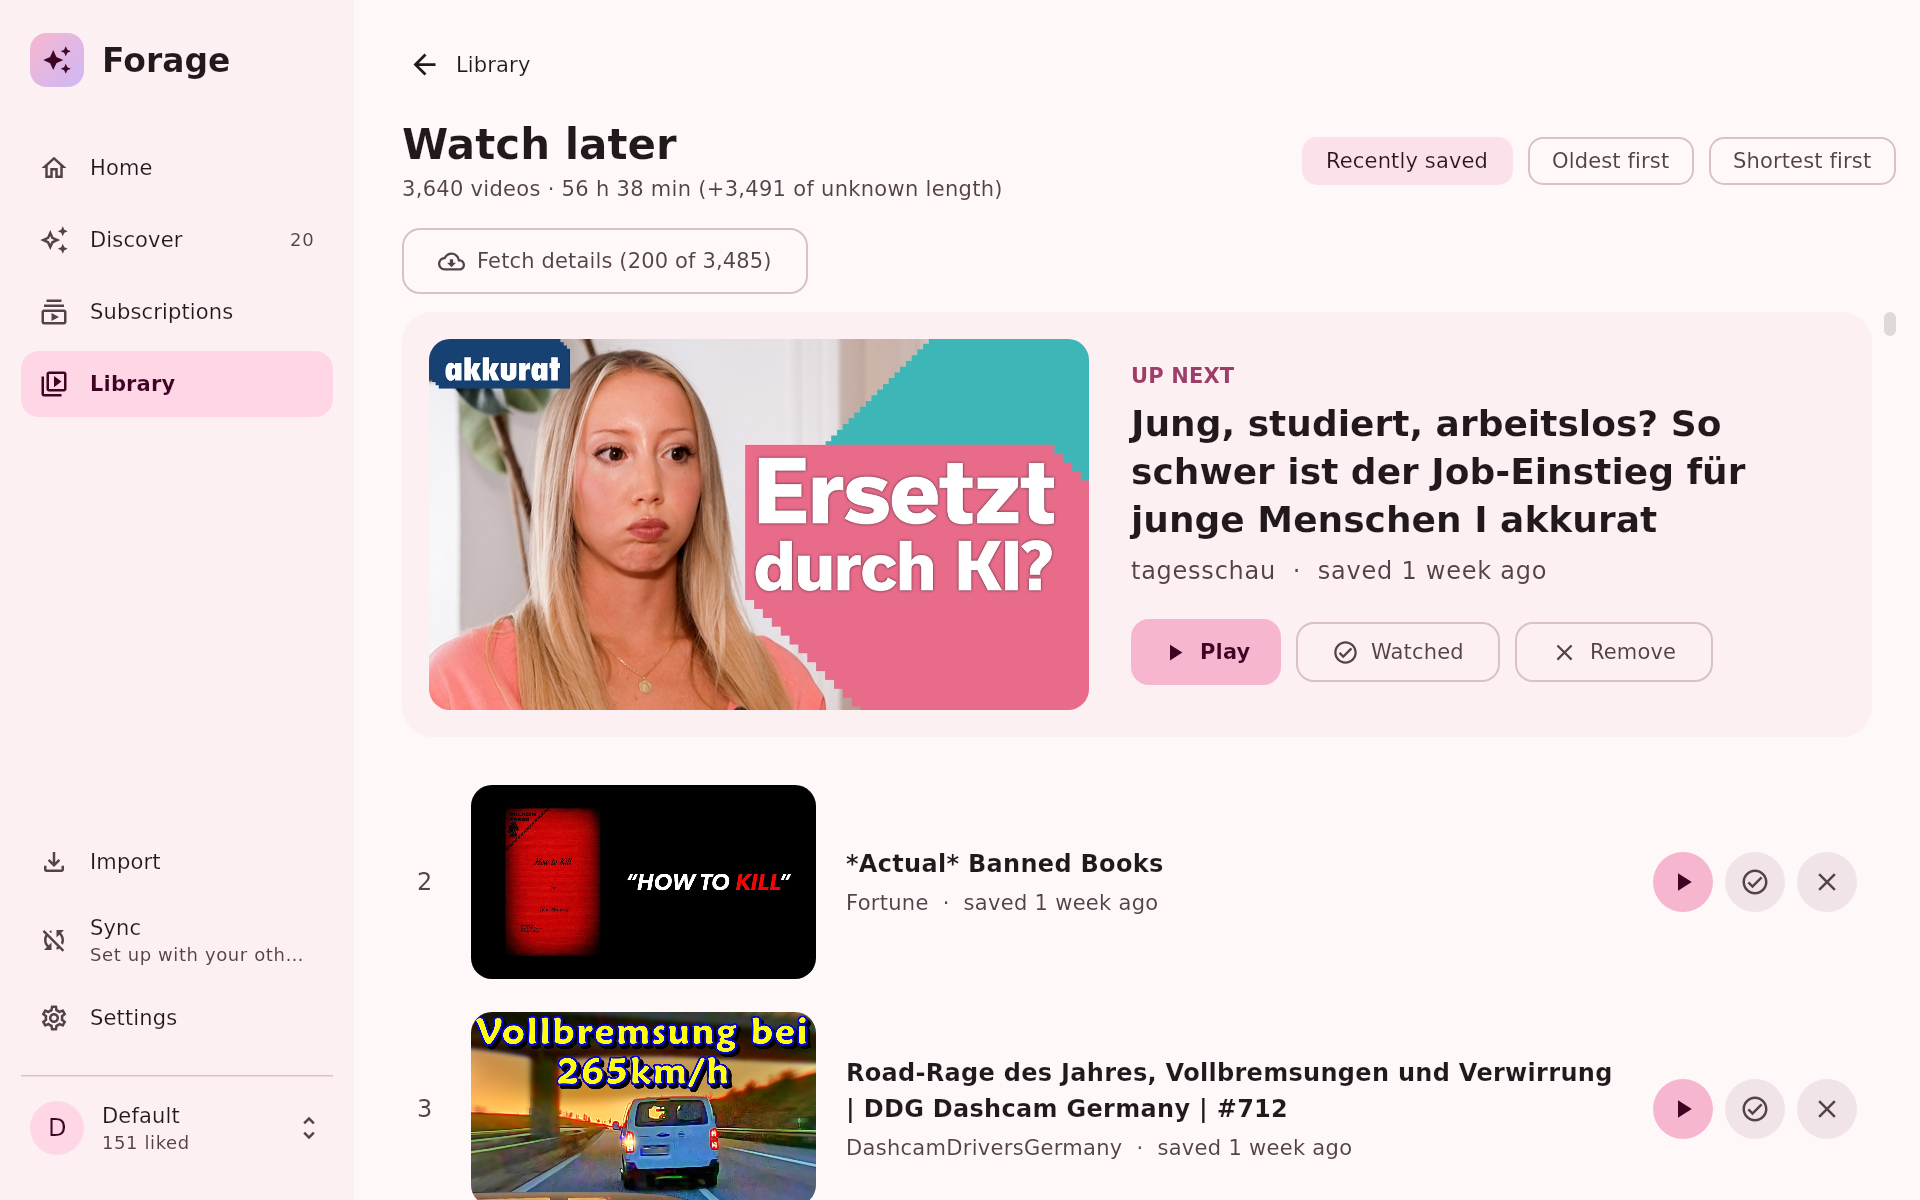 Forage
Home
Discover 20
Subscriptions
Library
Import
Sync
Set up with your oth...
Settings
D
Default
151 liked
Library
Watch later
3,640 videos · 56 h 38 min (+3,491 of unknown length)
Recently saved
Oldest first
Shortest first
Fetch details (200 of 3,485)
akkurat
Ersetzt
durch KI?
UP NEXT
Jung, studiert, arbeitslos? So
schwer ist der Job-Einstieg für
junge Menschen I akkurat
tagesschau · saved 1 week ago
Play
Watched
Remove
2
How to Kill
"HOW TO KILL"
*Actual* Banned Books
Fortune · saved 1 week ago
3
Vollbremsung bei
265km/h
Road-Rage des Jahres, Vollbremsungen und Verwirrung
| DDG Dashcam Germany | #712
DashcamDriversGermany · saved 1 week ago